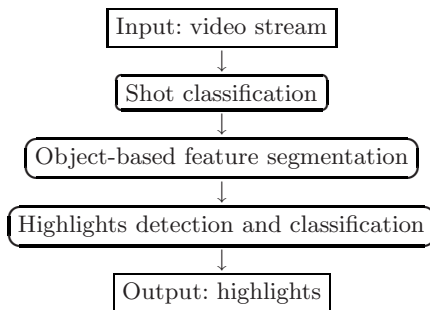 Input: video stream
Shot classification
Object-based feature segmentation
Highlights detection and classification
Output: highlights